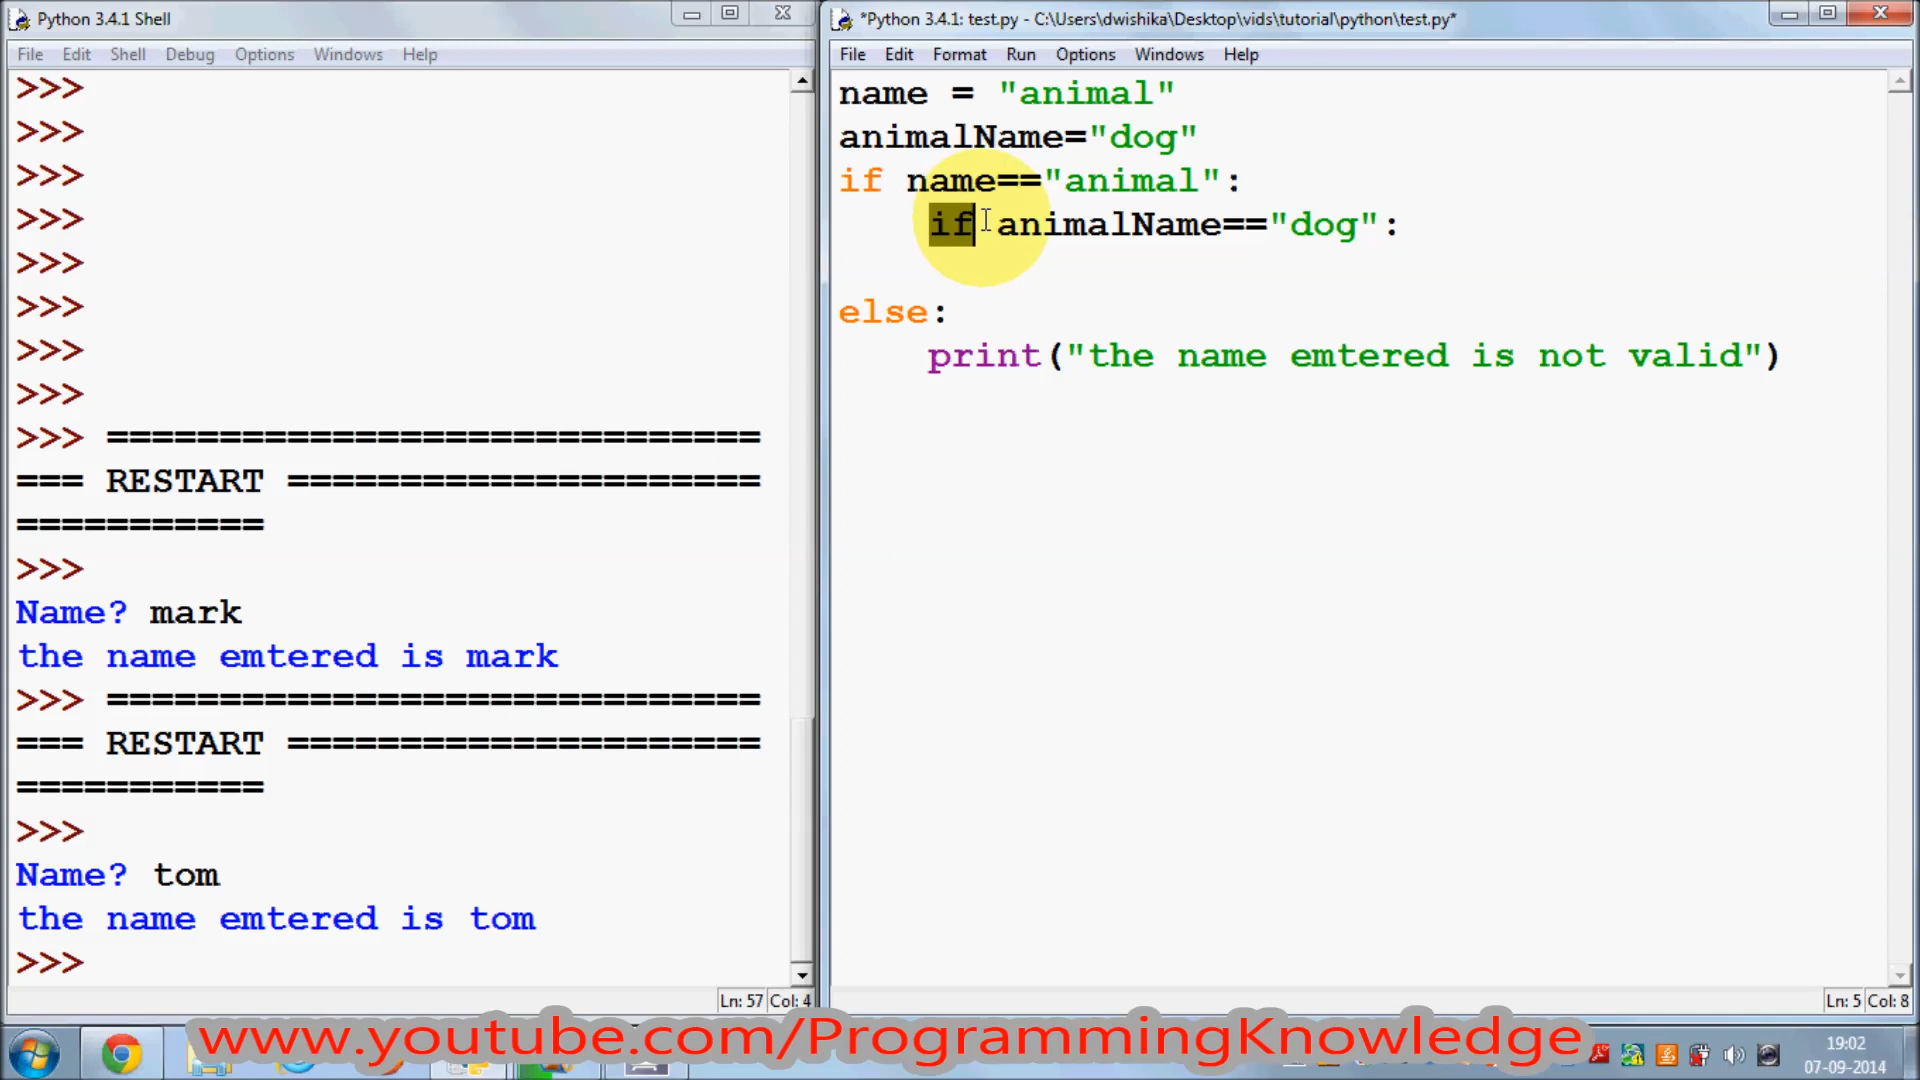 Python 3.4.1 Shell
File Edit Shell Debug Options Windows Help
>>>
>>>
>>>
>>>
>>>
>>>
>>>
>>>
>>> =============================
=== RESTART =====================
===========
>>>
Name? mark
the name emtered is mark
>>> =============================
=== RESTART =====================
===========
>>>
Name? tom
the name emtered is tom
>>>
Ln: 57 Col: 4
*Python 3.4.1: test.py - C:\Users\dwishika\Desktop\vids\tutorial\python\test.py*
File Edit Format Run Options Windows Help
name = "animal"
animalName="dog"
if name=="animal":
if animalName=="dog":
else:
print("the name emtered is not valid")
Ln: 5 Col: 8
www.youtube.com/ProgrammingKnowledge
19:02
07-09-2014